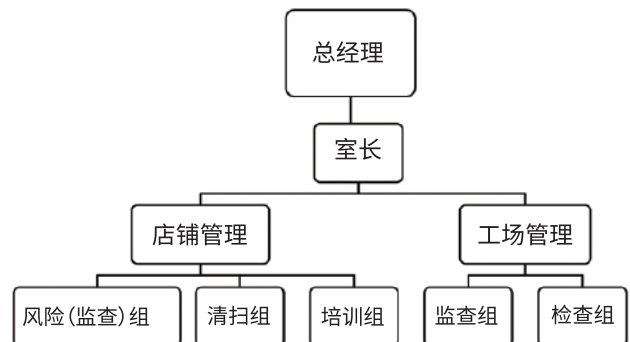 总经理
室长
店铺管理
工场管理
风险(监查)组
清扫组
培训组
监查组
检查组